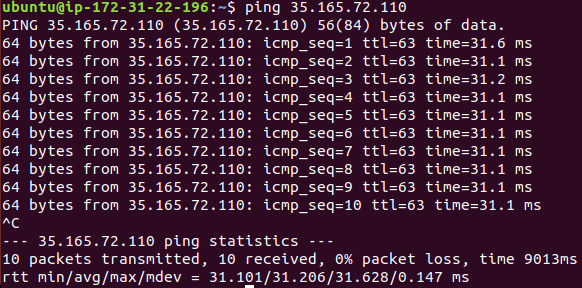 ubuntu@ip-172-31-22-196:~$ ping 35.165.72.110
PING 35.165.72.110 (35.165.72.110) 56(84) bytes of data.
64 bytes from 35.165.72.110: icmp_seq=1 ttl=63 time=31.6 ms
64 bytes from 35.165.72.110: icmp_seq=2 ttl=63 time=31.1 ms
64 bytes from 35.165.72.110: icmp_seq=3 ttl=63 time=31.2 ms
64 bytes from 35.165.72.110: icmp_seq=4 ttl=63 time=31.1 ms
64 bytes from 35.165.72.110: icmp_seq=5 ttl=63 time=31.1 ms
64 bytes from 35.165.72.110: icmp_seq=6 ttl=63 time=31.1 ms
64 bytes from 35.165.72.110: icmp_seq=7 ttl=63 time=31.1 ms
64 bytes from 35.165.72.110: icmp_seq=8 ttl=63 time=31.1 ms
64 bytes from 35.165.72.110: icmp_seq=9 ttl=63 time=31.1 ms
64 bytes from 35.165.72.110: icmp_seq=10 ttl=63 time=31.1 ms
^C
--- 35.165.72.110 ping statistics ---
10 packets transmitted, 10 received, 0% packet loss, time 9013ms
rtt min/avg/max/mdev = 31.101/31.206/31.628/0.147 ms